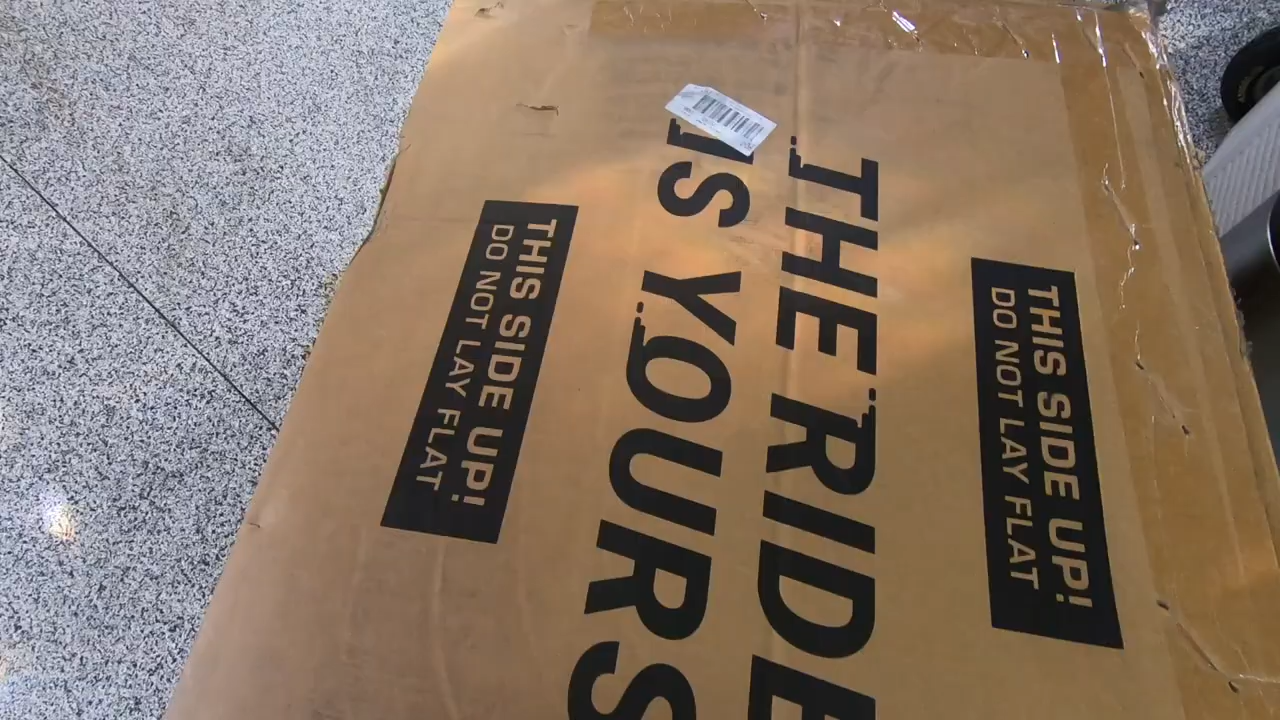 THE RIDE
IS YOURS
THIS SIDE UP!
DO NOT LAY FLAT
THIS SIDE UP!
DO NOT LAY FLAT